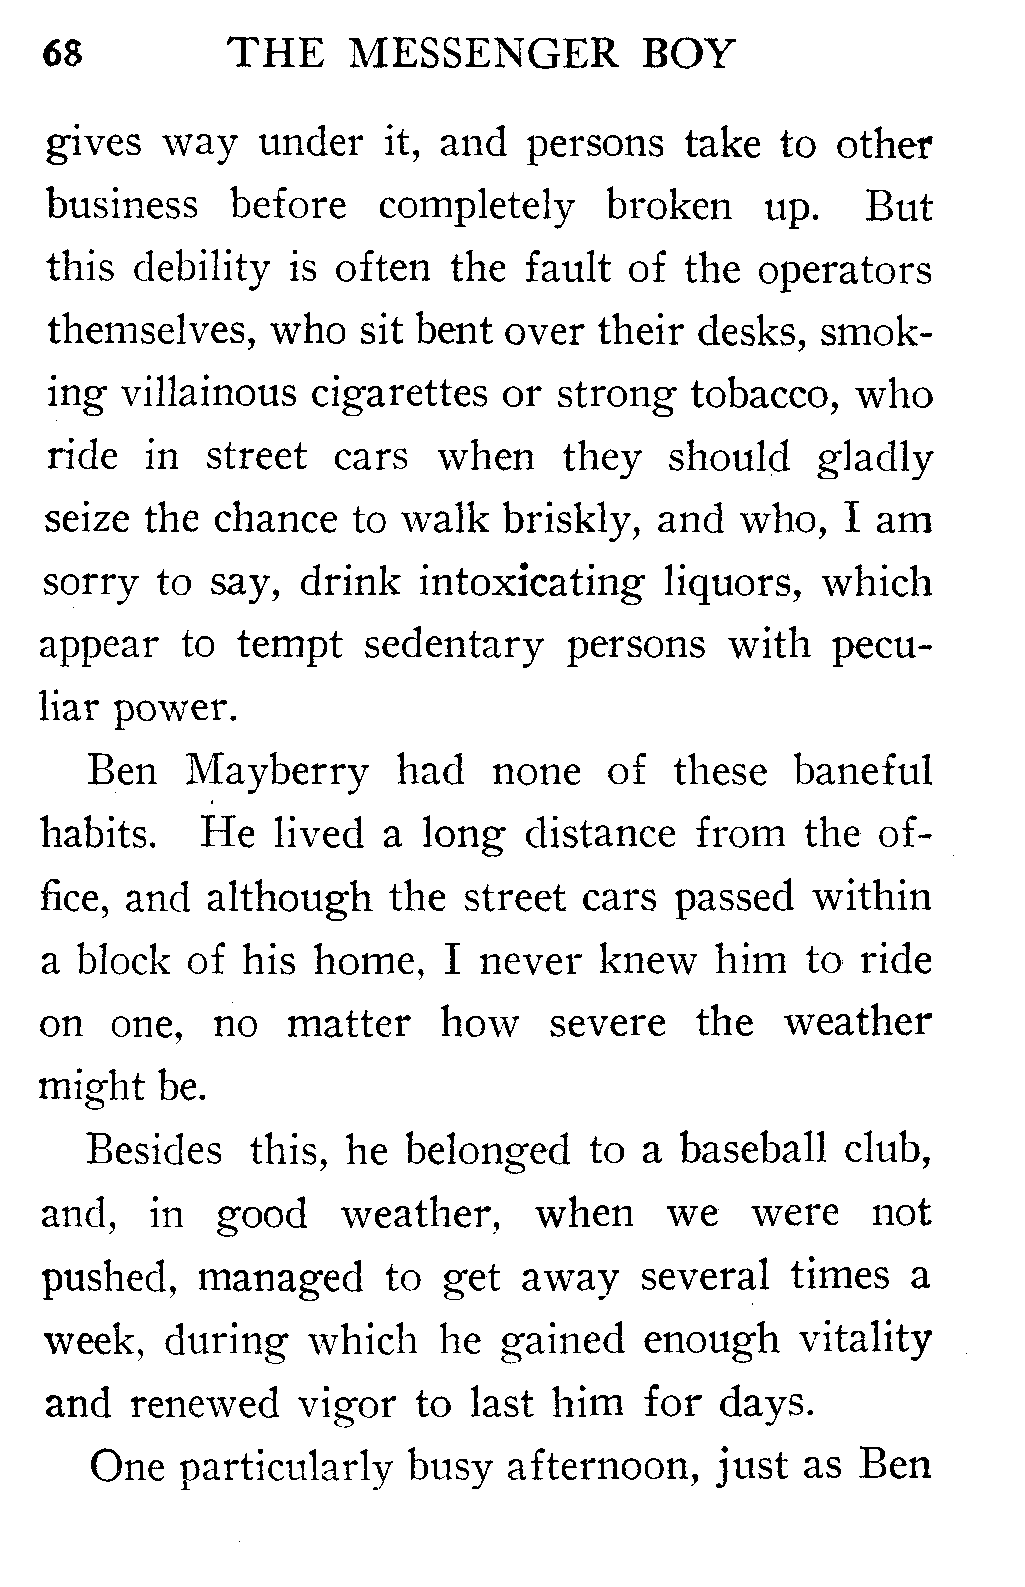 68 THE MESSENGER BOY
gives way under it, and persons take to other
business before completely broken up. But
this debility is often the fault of the operators
themselves, who sit bent over their desks, smok-
ing villainous cigarettes or strong tobacco, who
ride in street cars when they should gladly
seize the chance to walk briskly, and who, I am
sorry to say, drink intoxicating liquors, which
appear to tempt sedentary persons with pecu-
liar power.
Ben Mayberry had none of these baneful
habits. He lived a long distance from the of-
fice, and although the street cars passed within
a block of his home, I never knew him to ride
on one, no matter how severe the weather
might be.
Besides this, he belonged to a baseball club,
and, in good weather, when we were not
pushed, managed to get away several times a
week, during which he gained enough vitality
and renewed vigor to last him for days.
One particularly busy afternoon, just as Ben